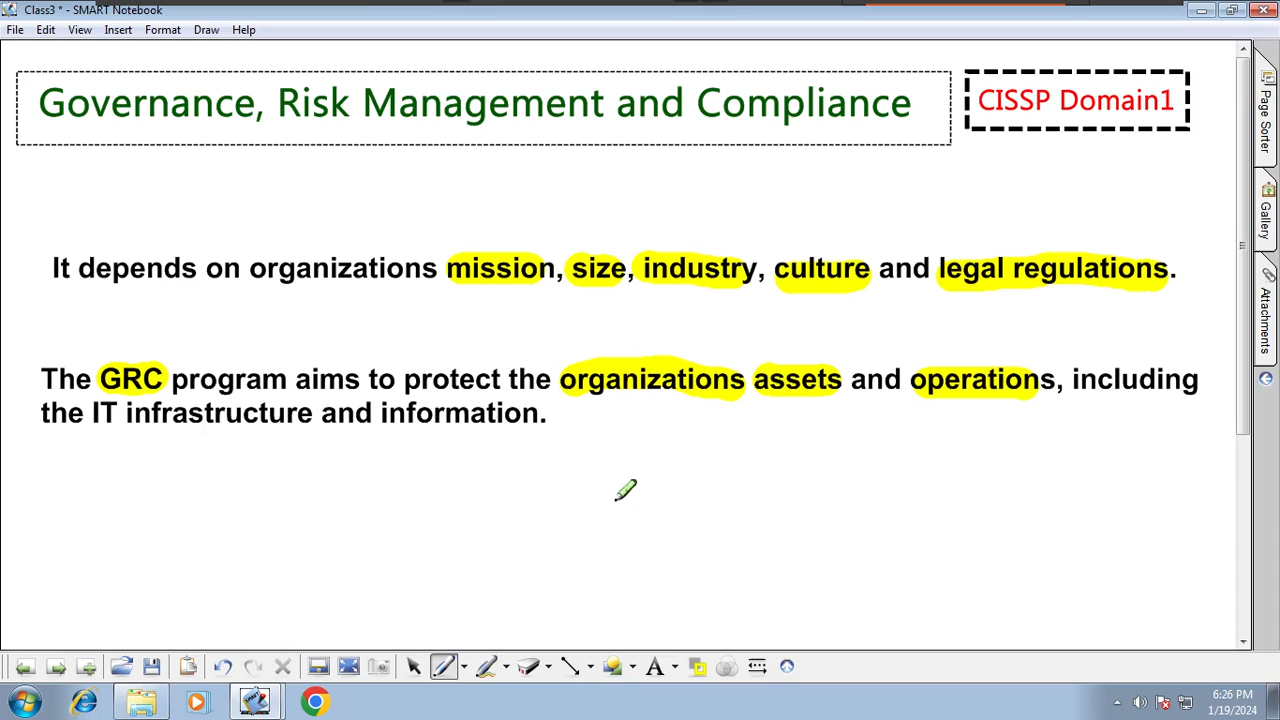 Class3 * - SMART Notebook
File Edit View Insert Format Draw Help
Governance, Risk Management and Compliance
CISSP Domain1
It depends on organizations mission, size, industry, culture and legal regulations.
The GRC program aims to protect the organizations assets and operations, including
the IT infrastructure and information.
Page Sorter
Gallery
Attachments
A
6:26 PM
1/19/2024